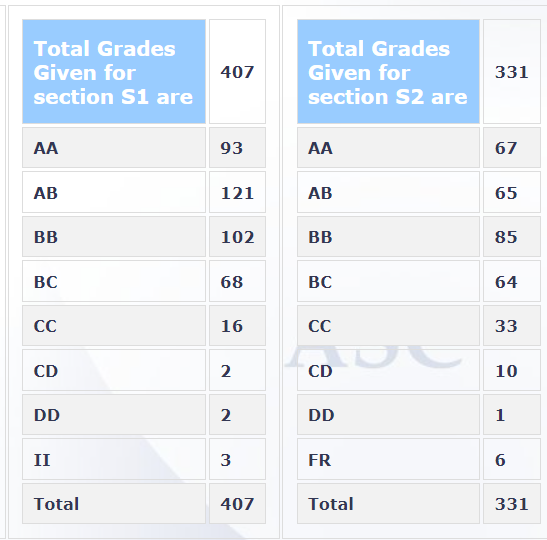 Total Grades
Given for
section S1 are
407
AA 93
AB 121
BB 102
BC 68
CC 16
CD 2
DD 2
II 3
Total 407
Total Grades
Given for
section S2 are
331
AA 67
AB 65
BB 85
BC 64
CC 33
CD 10
DD 1
FR 6
Total 331
ASC